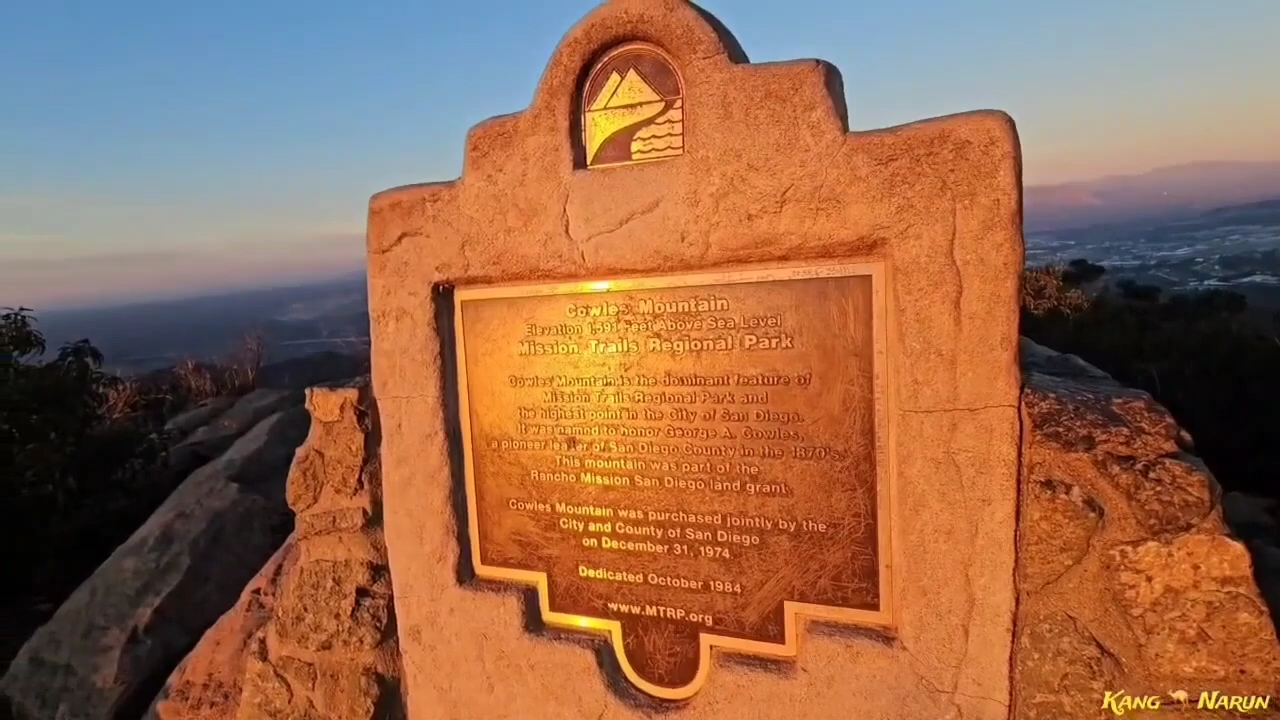 Cowles Mountain
Elevation 1,591 Feet Above Sea Level
Mission Trails Regional Park
Cowles Mountain is the dominant feature of
Mission Trails Regional Park and
the highest point in the City of San Diego.
It was named to honor George A. Cowles,
a pioneer leader of San Diego County in the 1870's.
This mountain was part of the
Rancho Mission San Diego land grant.
Cowles Mountain was purchased jointly by the
City and County of San Diego
on December 31, 1974.
Dedicated October 1984
www.MTRP.org
KANG NARUN